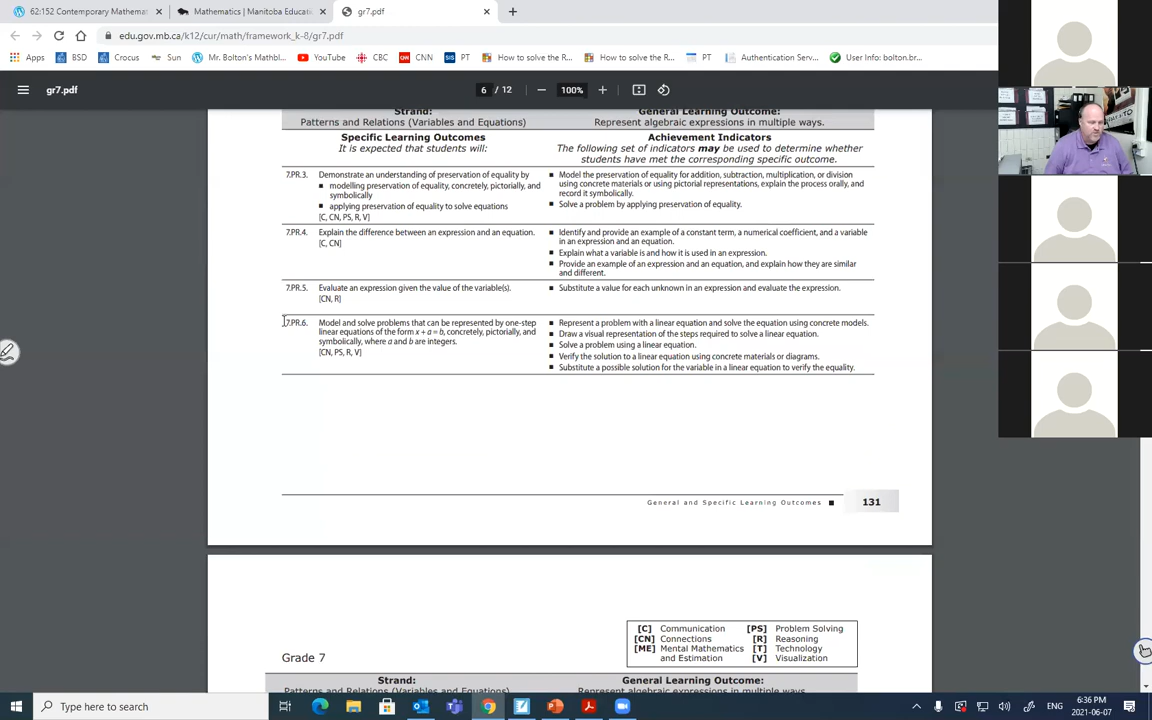 62:152 Contemporary Mathemat
Mathematics | Manitoba Educati
gr7.pdf
edu.gov.mb.ca/k12/cur/math/framework_k-8/gr7.pdf
Apps
BSD
Crocus
Sun
Mr. Bolton's Mathbl...
YouTube
CBC
CNN
SIS
PT
How to solve the R...
How to solve the R...
PT
Authentication Serv...
User Info: bolton.br...
gr7.pdf
6 / 12
100%
Strand:
Patterns and Relations (Variables and Equations)
General Learning Outcome:
Represent algebraic expressions in multiple ways.
Specific Learning Outcomes
It is expected that students will:
Achievement Indicators
The following set of indicators may be used to determine whether
students have met the corresponding specific outcome.
7.PR.3. Demonstrate an understanding of preservation of equality by
■ modelling preservation of equality, concretely, pictorially, and
symbolically
■ applying preservation of equality to solve equations
[C, CN, PS, R, V]
■ Model the preservation of equality for addition, subtraction, multiplication, or division
using concrete materials or using pictorial representations, explain the process orally, and
record it symbolically.
■ Solve a problem by applying preservation of equality.
7.PR.4. Explain the difference between an expression and an equation.
[C, CN]
■ Identify and provide an example of a constant term, a numerical coefficient, and a variable
in an expression and an equation.
■ Explain what a variable is and how it is used in an expression.
■ Provide an example of an expression and an equation, and explain how they are similar
and different.
7.PR.5. Evaluate an expression given the value of the variable(s).
[CN, R]
■ Substitute a value for each unknown in an expression and evaluate the expression.
7.PR.6. Model and solve problems that can be represented by one-step
linear equations of the form x + a = b, concretely, pictorially, and
symbolically, where a and b are integers.
[CN, PS, R, V]
■ Represent a problem with a linear equation and solve the equation using concrete models.
■ Draw a visual representation of the steps required to solve a linear equation.
■ Solve a problem using a linear equation.
■ Verify the solution to a linear equation using concrete materials or diagrams.
■ Substitute a possible solution for the variable in a linear equation to verify the equality.
General and Specific Learning Outcomes ■ 131
[C] Communication [PS] Problem Solving
[CN] Connections [R] Reasoning
[ME] Mental Mathematics [T] Technology
and Estimation [V] Visualization
Grade 7
Strand:
Patterns and Relations (Variables and Equations)
General Learning Outcome:
Represent algebraic expressions in multiple ways.
Type here to search
ENG
6:36 PM
2021-06-07